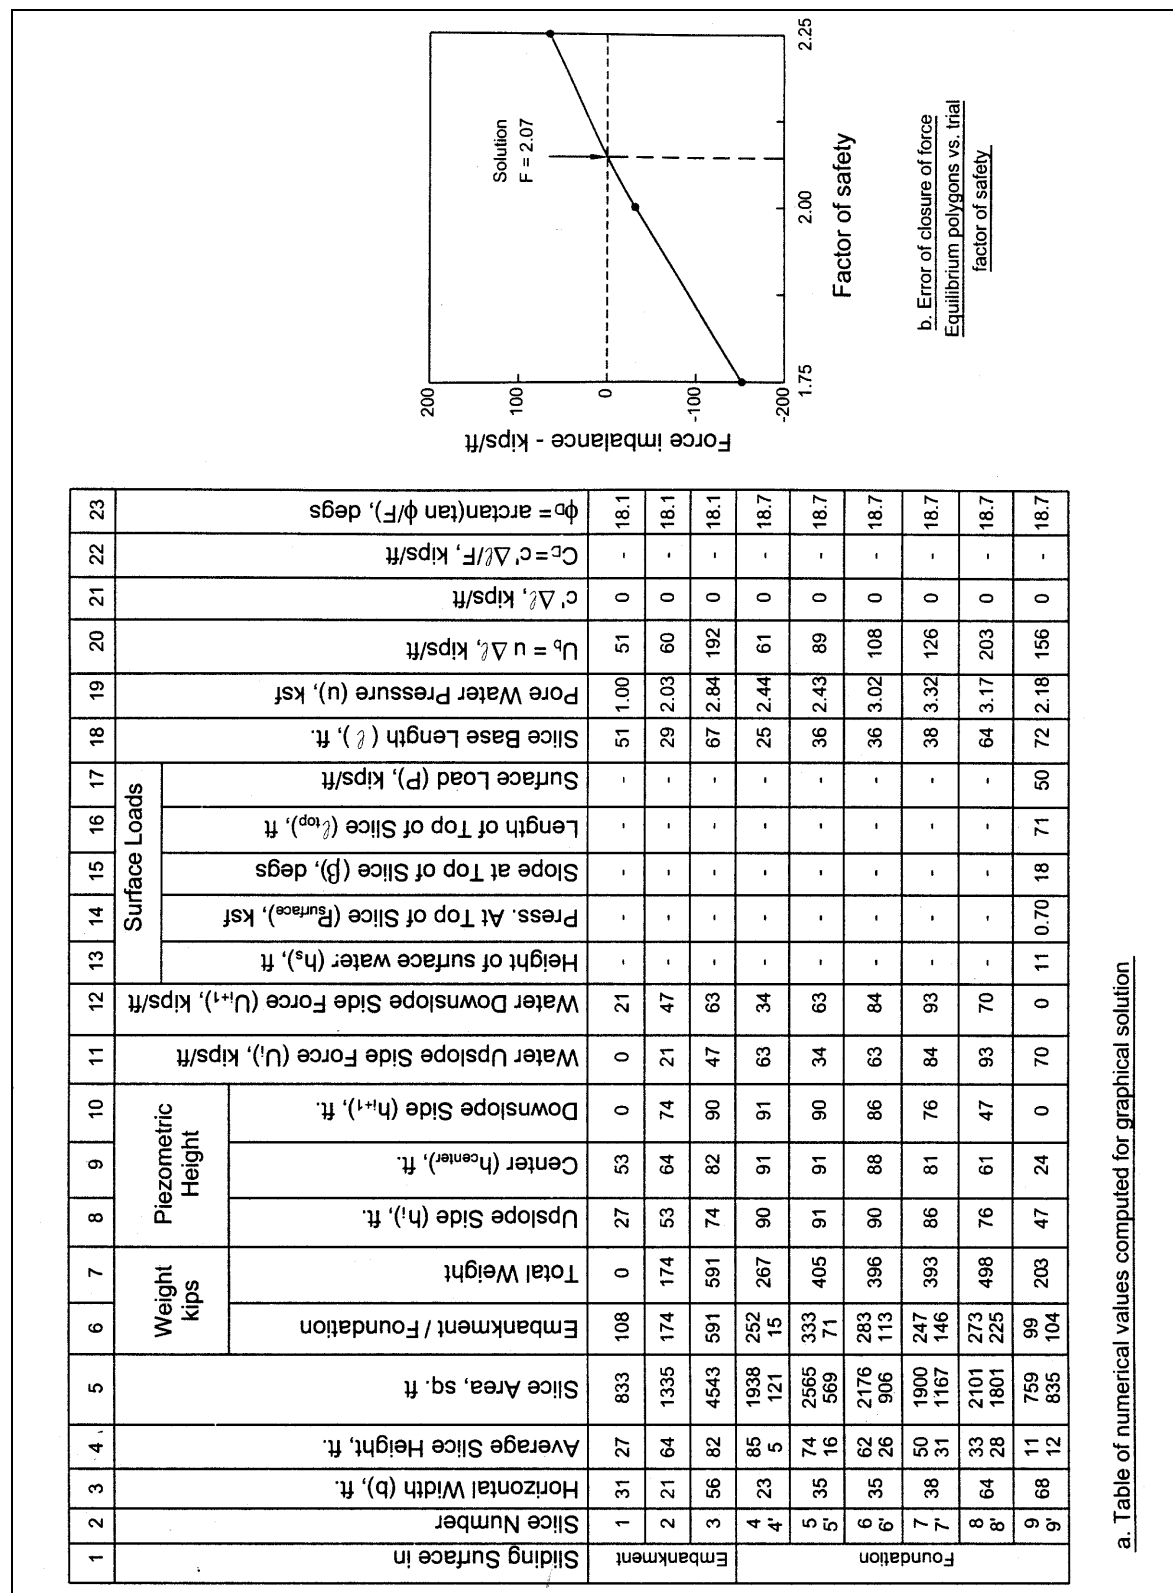 1 2 3 4 5 6 7 8 9 10 11 12 13 14 15 16 17 18 19 20 21 22 23
Weight kips
Piezometric Height
Surface Loads
Sliding Surface in
Slice Number
Horizontal Width (b), ft.
Average Slice Height, ft.
Slice Area, sq. ft.
Embankment / Foundation
Total Weight
Upslope Side (hᵢ), ft.
Center (h_center), ft.
Downslope Side (hᵢ₊₁), ft.
Water Upslope Side Force (Uᵢ), kips/ft
Water Downslope Side Force (Uᵢ₊₁), kips/ft
Height of surface water (hₛ), ft
Press. At Top of Slice (P_surface), ksf
Slope at Top of Slice (β), degs
Length of Top of Slice (ℓ_top), ft
Surface Load (P), kips/ft
Slice Base Length (ℓ), ft.
Pore Water Pressure (u), ksf
U_b = u Δℓ, kips/ft
c' Δℓ, kips/ft
C_D = c' Δℓ/F, kips/ft
ϕ_D = arctan(tan ϕ/F), degs
Embankment
1 31 27 833 108 0 27 53 0 0 21 - - - - - 51 1.00 51 0 - 18.1
2 21 64 1335 174 174 53 64 74 21 47 - - - - - 29 2.03 60 0 - 18.1
3 56 82 4543 591 591 74 82 90 47 63 - - - - - 67 2.84 192 0 - 18.1
Foundation
4 23 85 1938 252 267 90 91 91 63 34 - - - - - 25 2.44 61 0 - 18.7
4' 5 121 15
5 35 74 2565 333 405 91 91 90 34 63 - - - - - 36 2.43 89 0 - 18.7
5' 16 569 71
6 35 62 2176 283 396 90 88 86 63 84 - - - - - 36 3.02 108 0 - 18.7
6' 26 906 113
7 38 50 1900 247 393 86 81 76 84 93 - - - - - 38 3.32 126 0 - 18.7
7' 31 1167 146
8 64 33 2101 273 498 76 61 47 93 70 - - - - - 64 3.17 203 0 - 18.7
8' 28 1801 225
9 68 11 759 99 203 47 24 0 70 0 11 0.70 18 71 50 72 2.18 156 0 - 18.7
9' 12 835 104
a. Table of numerical values computed for graphical solution
Force imbalance - kips/ft
200
100
0
-100
-200
Solution
F = 2.07
1.75 2.00 2.25
Factor of safety
b. Error of closure of force
Equilibrium polygons vs. trial
factor of safety